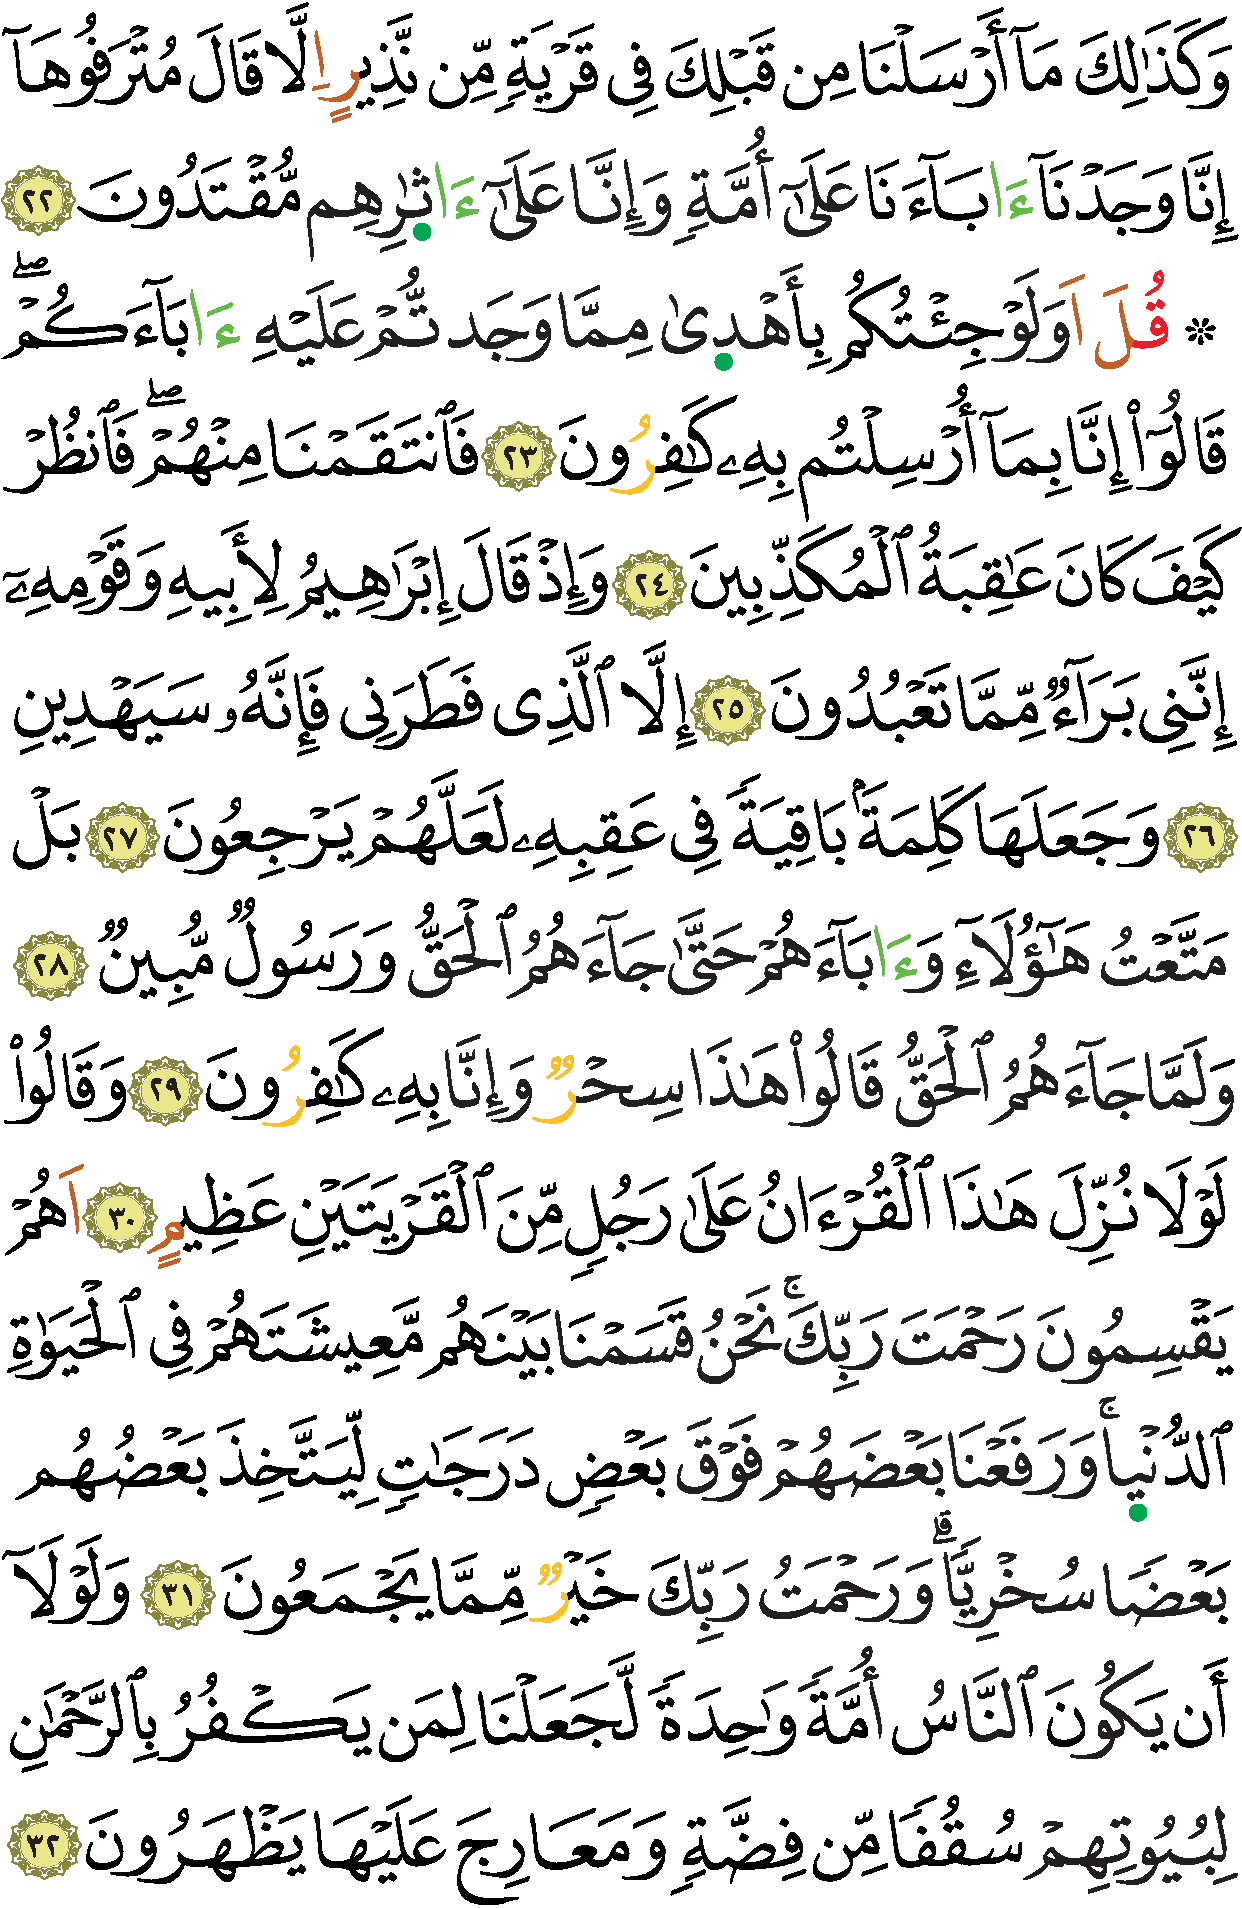 وَكَذَٰلِكَ مَآ أَرْسَلْنَا مِن قَبْلِكَ فِى قَرْيَةٍ مِّن نَّذِيرٍ اِلَّا قَالَ مُتْرَفُوهَآ
إِنَّا وَجَدْنَآ ءَابَآءَنَا عَلَىٰٓ أُمَّةٍ وَإِنَّا عَلَىٰٓ ءَاثَٰرِهِم مُّقْتَدُونَ ٢٢
۞ قُلَ اَوَلَوْ جِئْتُكُم بِأَهْدِىٰ مِمَّا وَجَدتُّمْ عَلَيْهِ ءَابَآءَكُمْۖ
قَالُوٓا۟ إِنَّا بِمَآ أُرْسِلْتُم بِهِۦ كَٰفِرُونَ ٢٣ فَٱنتَقَمْنَا مِنْهُمْۖ فَٱنظُرْ
كَيْفَ كَانَ عَٰقِبَةُ ٱلْمُكَذِّبِينَ ٢٤ وَإِذْ قَالَ إِبْرَٰهِيمُ لِأَبِيهِ وَقَوْمِهِۦٓ
إِنَّنِى بَرَآءٌ مِّمَّا تَعْبُدُونَ ٢٥ إِلَّا ٱلَّذِى فَطَرَنِى فَإِنَّهُۥ سَيَهْدِينِ
٢٦ وَجَعَلَهَا كَلِمَةًۢ بَاقِيَةً فِى عَقِبِهِۦ لَعَلَّهُمْ يَرْجِعُونَ ٢٧ بَلْ
مَتَّعْتُ هَٰٓؤُلَآءِ وَءَابَآءَهُمْ حَتَّىٰ جَآءَهُمُ ٱلْحَقُّ وَرَسُولٌ مُّبِينٌ ٢٨
وَلَمَّا جَآءَهُمُ ٱلْحَقُّ قَالُوا۟ هَٰذَا سِحْرٌ وَإِنَّا بِهِۦ كَٰفِرُونَ ٢٩ وَقَالُوا۟
لَوْلَا نُزِّلَ هَٰذَا ٱلْقُرْءَانُ عَلَىٰ رَجُلٍ مِّنَ ٱلْقَرْيَتَيْنِ عَظِيمٍ ٣٠ اَهُمْ
يَقْسِمُونَ رَحْمَتَ رَبِّكَۚ نَحْنُ قَسَمْنَا بَيْنَهُم مَّعِيشَتَهُمْ فِى ٱلْحَيَوٰةِ
ٱلدُّنْيِاۚ وَرَفَعْنَا بَعْضَهُمْ فَوْقَ بَعْضٍ دَرَجَٰتٍ لِّيَتَّخِذَ بَعْضُهُم
بَعْضًا سُخْرِيًّاۗ وَرَحْمَتُ رَبِّكَ خَيْرٌ مِّمَّا يَجْمَعُونَ ٣١ وَلَوْلَآ
أَن يَكُونَ ٱلنَّاسُ أُمَّةً وَٰحِدَةً لَّجَعَلْنَا لِمَن يَكْفُرُ بِٱلرَّحْمَٰنِ
لِبُيُوتِهِمْ سُقُفًا مِّن فِضَّةٍ وَمَعَارِجَ عَلَيْهَا يَظْهَرُونَ ٣٢